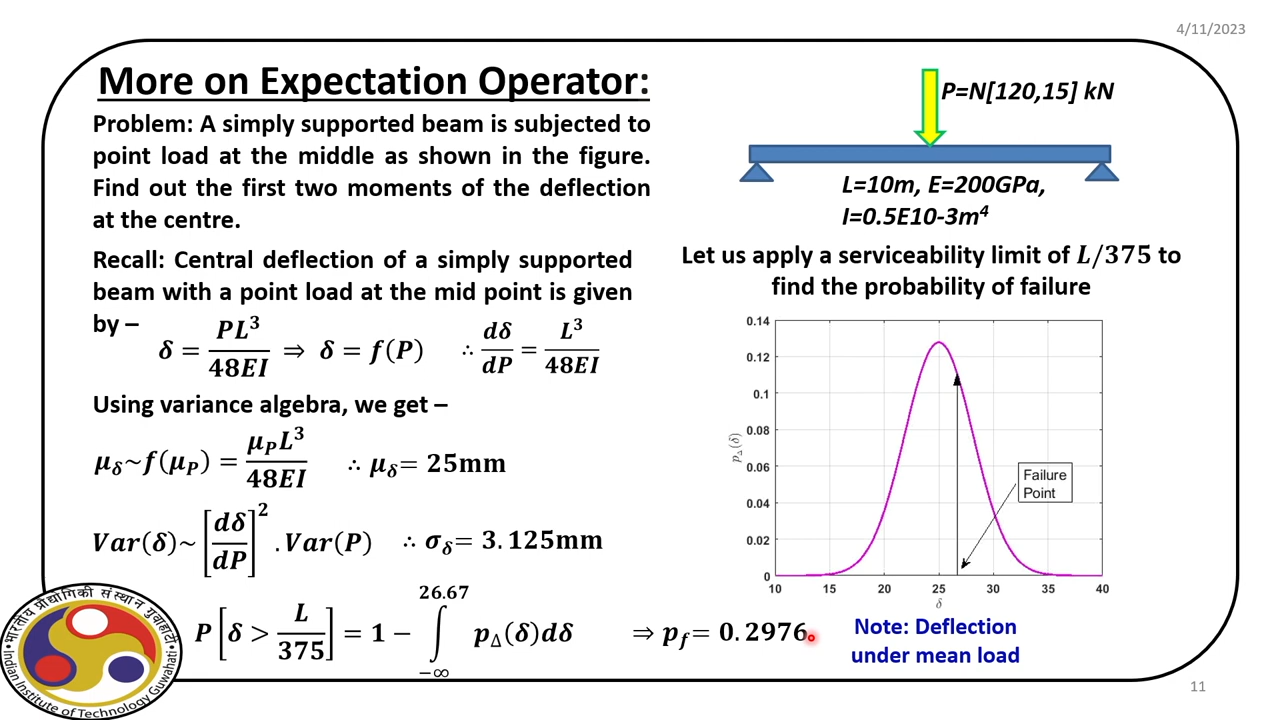 4/11/2023
More on Expectation Operator:
Problem: A simply supported beam is subjected to
point load at the middle as shown in the figure.
Find out the first two moments of the deflection
at the centre.
Recall: Central deflection of a simply supported
beam with a point load at the mid point is given
by –
δ = PL³/48EI ⇒ δ = f(P) ∴ dδ/dP = L³/48EI
Using variance algebra, we get –
μ_δ~f(μ_P) = μ_P L³/48EI ∴ μ_δ= 25mm
Var(δ)~ [dδ/dP]² .Var(P) ∴ σ_δ= 3.125mm
P[δ > L/375] = 1 − ∫_{−∞}^{26.67} p_Δ(δ)dδ ⇒ p_f= 0.2976.
P=N[120,15] kN
L=10m, E=200GPa,
I=0.5E10-3m⁴
Let us apply a serviceability limit of L/375 to
find the probability of failure
0.14
0.12
0.1
0.08
0.06
0.04
0.02
0
p_Δ(δ)
Failure
Point
10 15 20 25 30 35 40
δ
Note: Deflection
under mean load
11
भारतीय प्रौद्योगिकी संस्थान गुवाहाटी
Indian Institute of Technology Guwahati